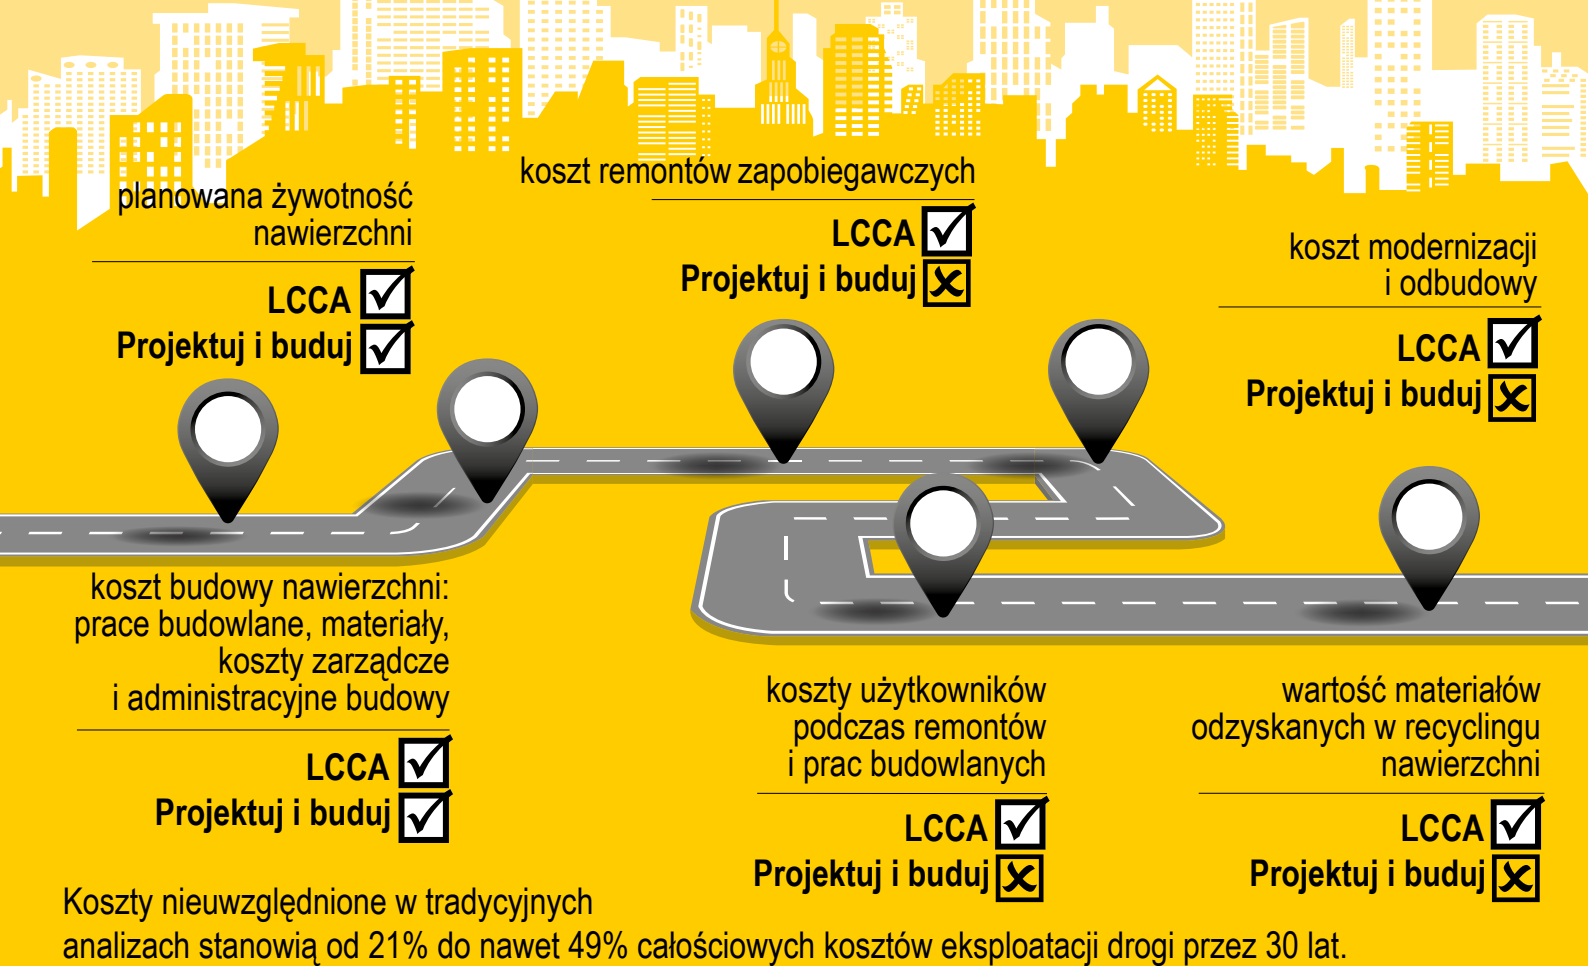 planowana żywotność
nawierzchni
LCCA
Projektuj i buduj
koszt remontów zapobiegawczych
LCCA
Projektuj i buduj
koszt modernizacji
i odbudowy
LCCA
Projektuj i buduj
koszt budowy nawierzchni:
prace budowlane, materiały,
koszty zarządcze
i administracyjne budowy
LCCA
Projektuj i buduj
koszty użytkowników
podczas remontów
i prac budowlanych
LCCA
Projektuj i buduj
wartość materiałów
odzyskanych w recyclingu
nawierzchni
LCCA
Projektuj i buduj
Koszty nieuwzględnione w tradycyjnych
analizach stanowią od 21% do nawet 49% całościowych kosztów eksploatacji drogi przez 30 lat.